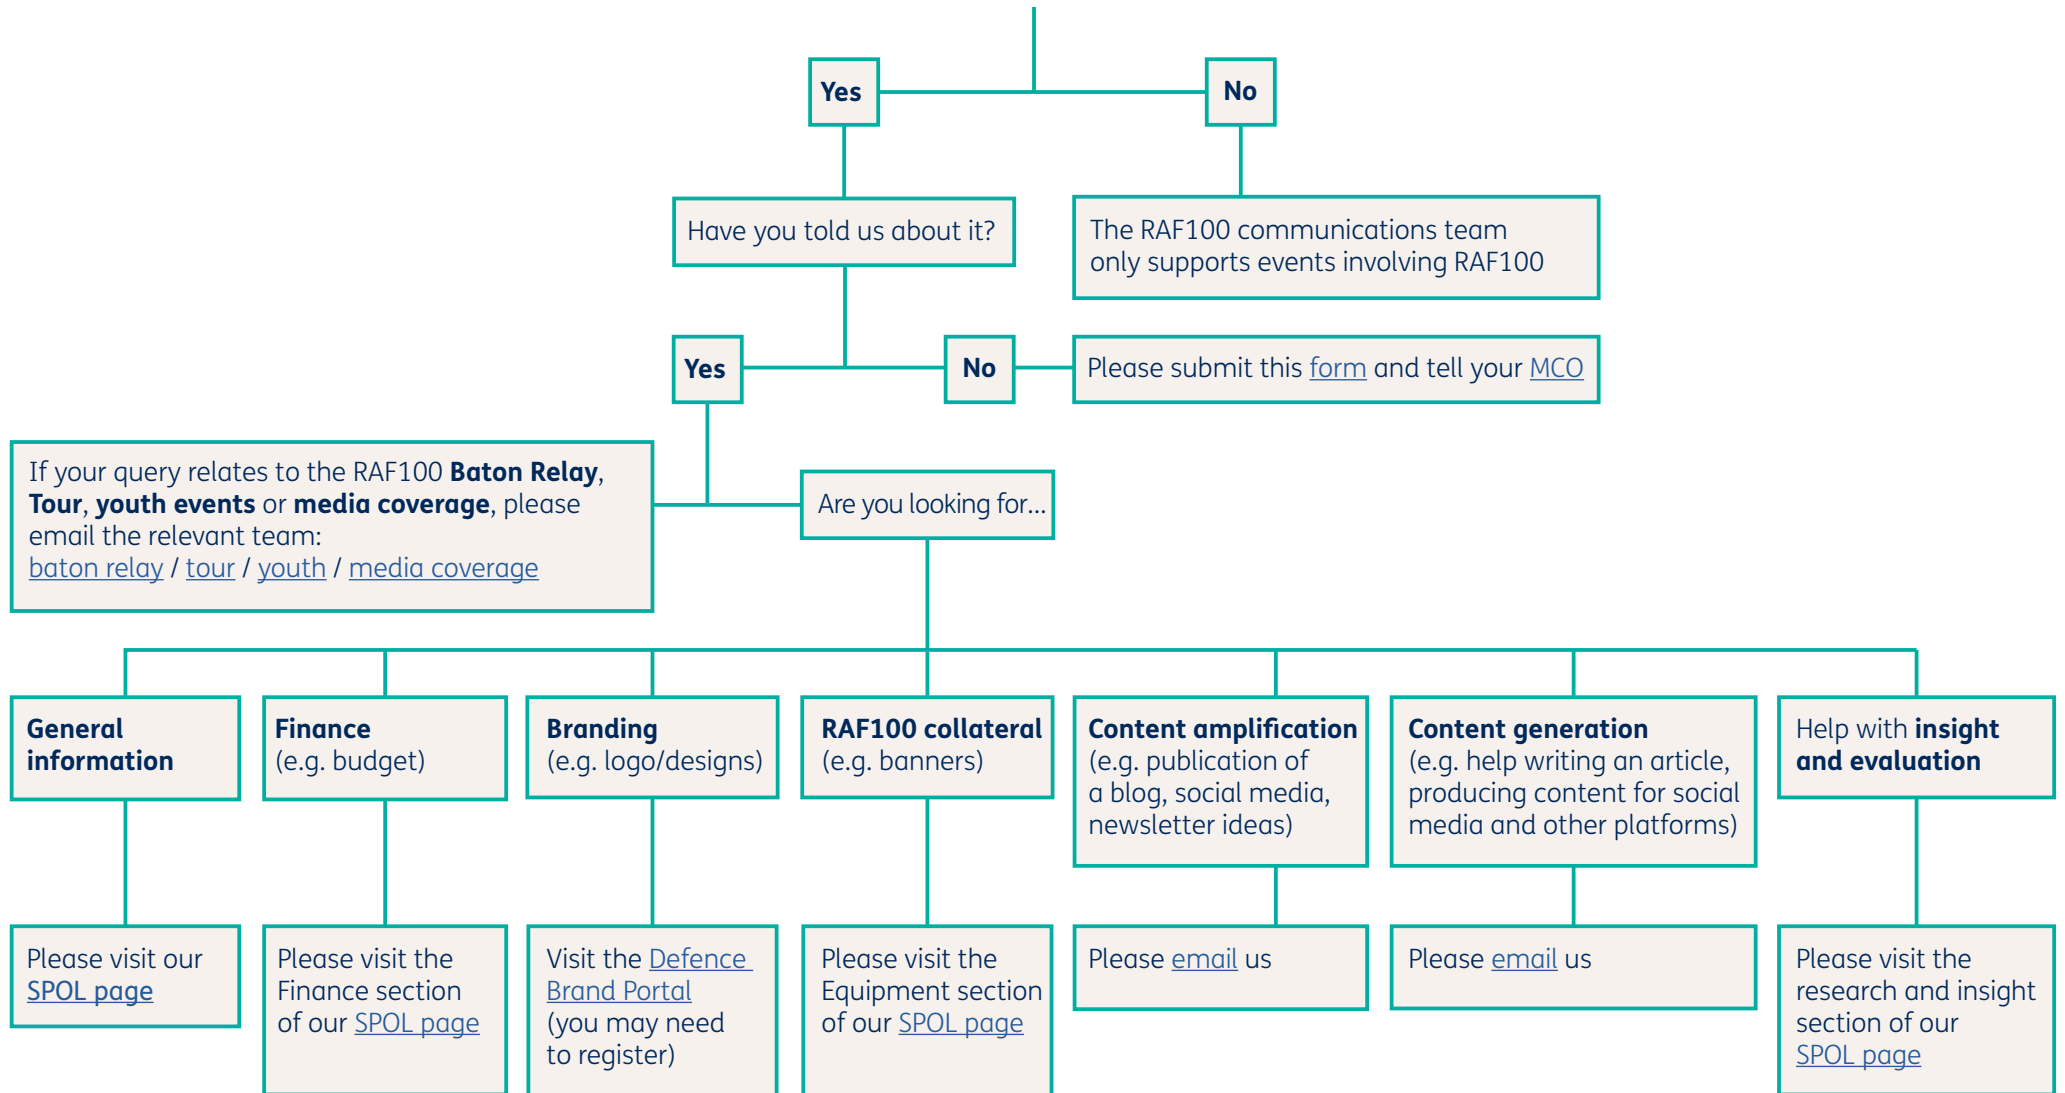 Yes
No
Have you told us about it?
The RAF100 communications team
only supports events involving RAF100
Yes
No
Please submit this form and tell your MCO
If your query relates to the RAF100 Baton Relay,
Tour, youth events or media coverage, please
email the relevant team:
baton relay / tour / youth / media coverage
Are you looking for...
General
information
Finance
(e.g. budget)
Branding
(e.g. logo/designs)
RAF100 collateral
(e.g. banners)
Content amplification
(e.g. publication of
a blog, social media,
newsletter ideas)
Content generation
(e.g. help writing an article,
producing content for social
media and other platforms)
Help with insight
and evaluation
Please visit our
SPOL page
Please visit the
Finance section
of our SPOL page
Visit the Defence
Brand Portal
(you may need
to register)
Please visit the
Equipment section
of our SPOL page
Please email us
Please email us
Please visit the
research and insight
section of our
SPOL page